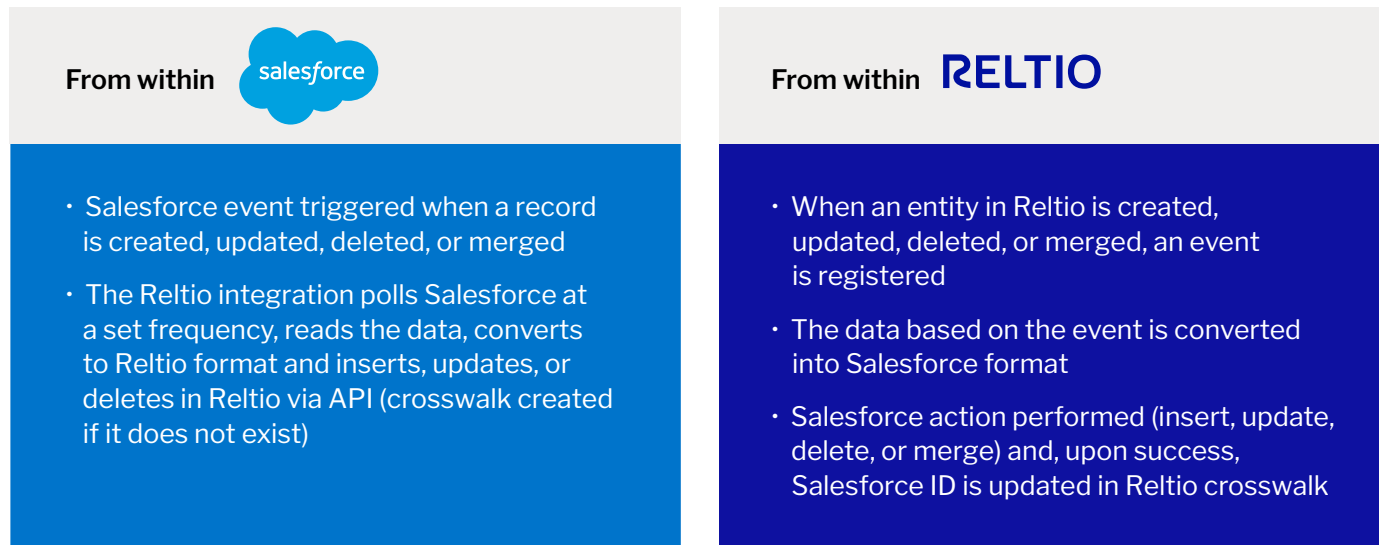 From within salesforce
· Salesforce event triggered when a record
is created, updated, deleted, or merged
· The Reltio integration polls Salesforce at
a set frequency, reads the data, converts
to Reltio format and inserts, updates, or
deletes in Reltio via API (crosswalk created
if it does not exist)
From within RELTIO
· When an entity in Reltio is created,
updated, deleted, or merged, an event
is registered
· The data based on the event is converted
into Salesforce format
· Salesforce action performed (insert, update,
delete, or merge) and, upon success,
Salesforce ID is updated in Reltio crosswalk